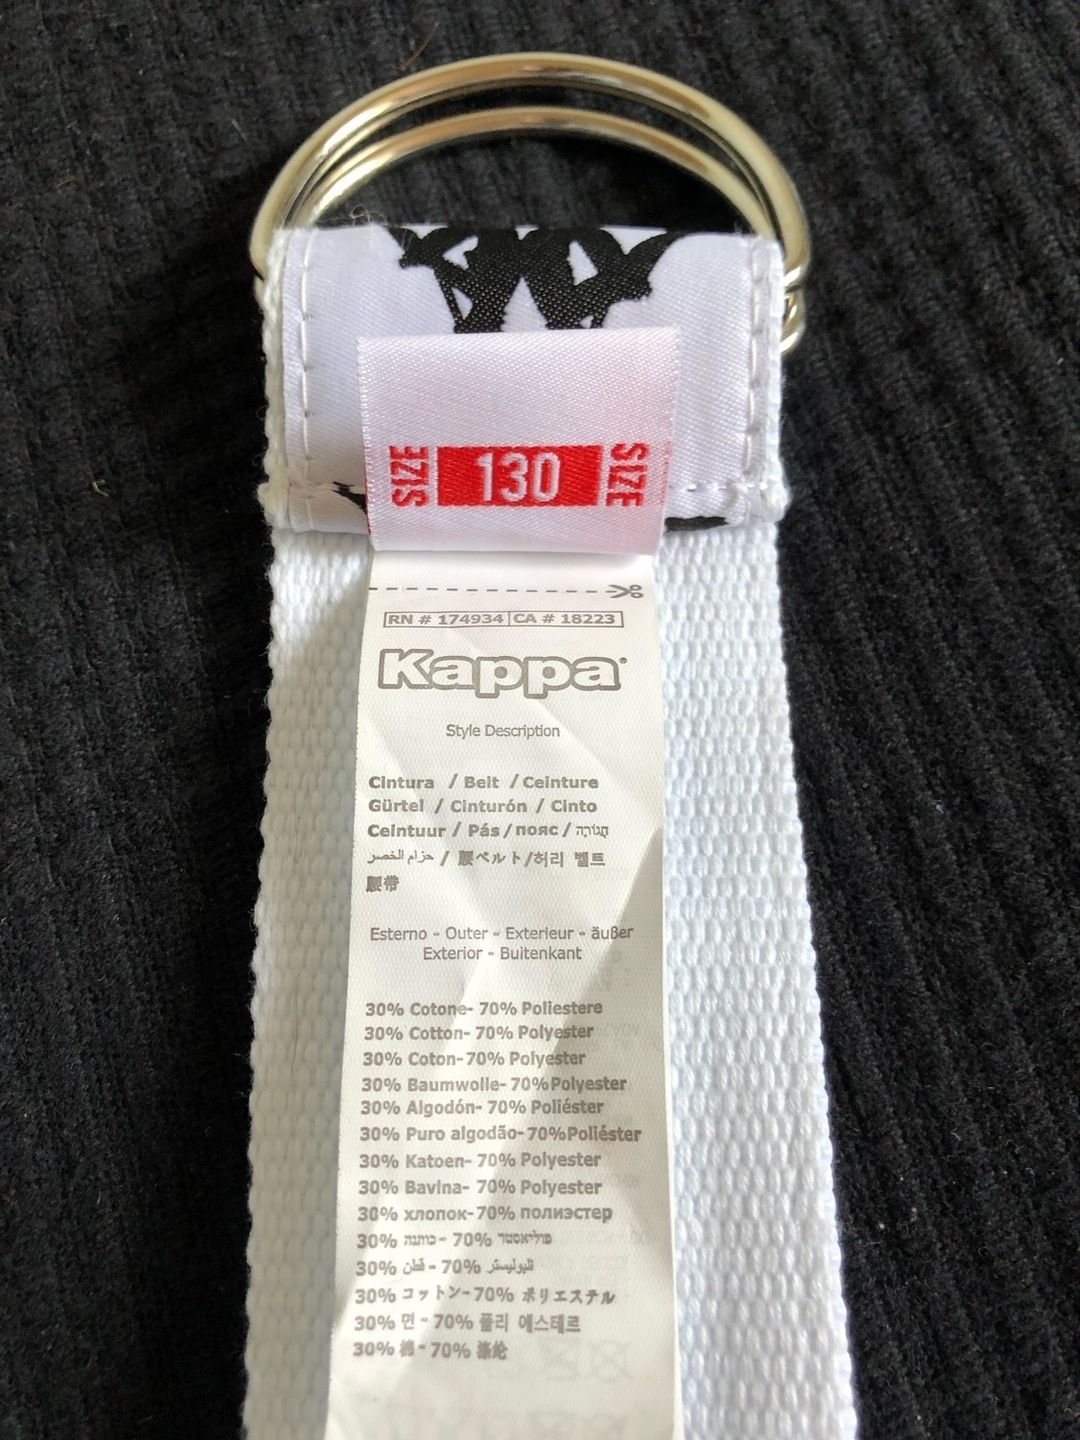 SIZE 130 SIZE
RN # 174934 CA # 18223
Kappa®
Style Description
Cintura / Belt / Ceinture
Gürtel / Cinturón / Cinto
Ceintuur / Pás / пояс / חֲגוֹרָה
حزام الخصر / 腰ベルト/허리 벨트
腰带
Esterno - Outer - Exterieur - äußer
Exterior - Buitenkant
30% Cotone- 70% Poliestere
30% Cotton- 70% Polyester
30% Coton- 70% Polyester
30% Baumwolle- 70%Polyester
30% Algodón- 70% Poliéster
30% Puro algodão-70%Poliéster
30% Katoen- 70% Polyester
30% Bavlna- 70% Polyester
30% хлопок-70% полиэстер
30% כותנה - 70% פוליאסטר
30% قطن - 70% البوليستر
30% コットン-70% ポリエステル
30% 면 - 70% 폴리 에스테르
30% 棉 - 70% 涤纶